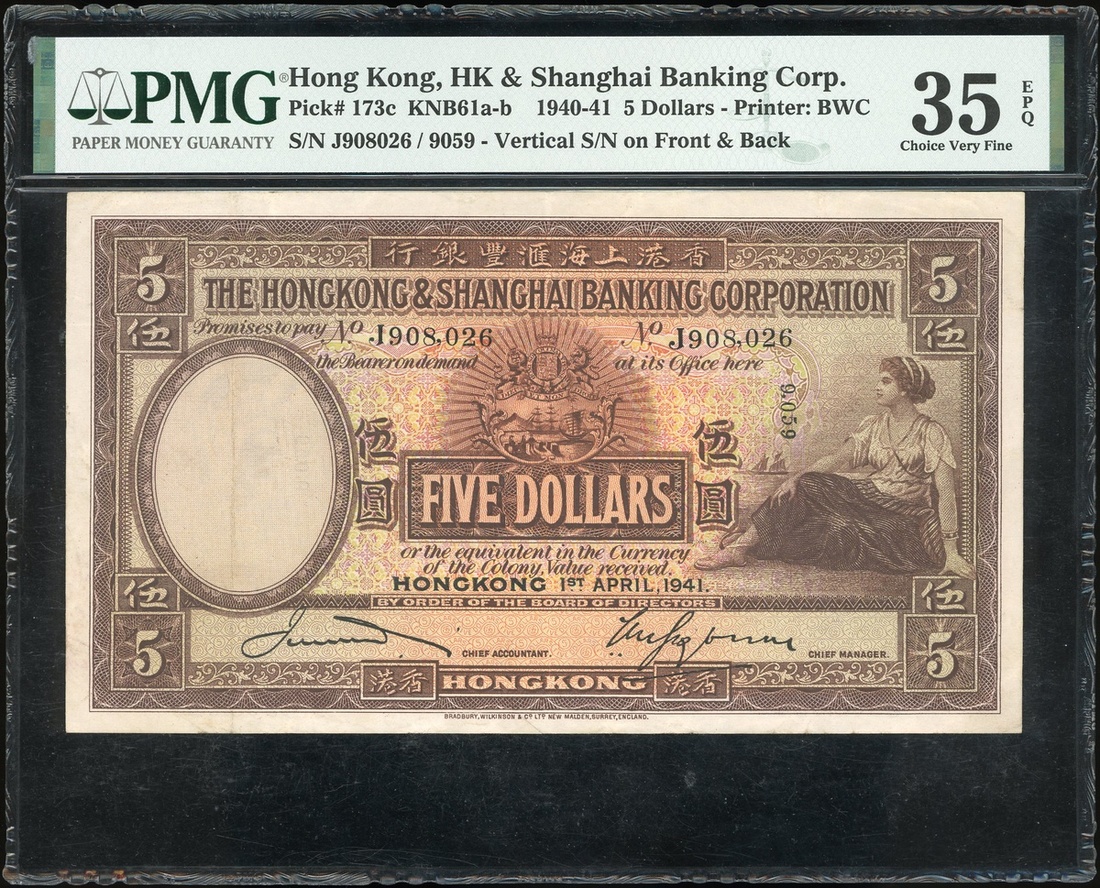 PMG® Hong Kong, HK & Shanghai Banking Corp.
Pick# 173c KNB61a-b 1940-41 5 Dollars - Printer: BWC
PAPER MONEY GUARANTY S/N J908026 / 9059 - Vertical S/N on Front & Back
35 EPQ
Choice Very Fine
行銀豐滙海上港香
5 5
THE HONGKONG & SHANGHAI BANKING CORPORATION
伍 伍
Promises to pay No J908,026 No J908,026
the Bearer on demand at its Office here
9,059
伍圓 伍圓
FIVE DOLLARS
or the equivalent in the Currency
of the Colony, Value received.
HONGKONG 1ST APRIL, 1941.
伍 伍
BY ORDER OF THE BOARD OF DIRECTORS
5 5
CHIEF ACCOUNTANT. CHIEF MANAGER.
港香 HONGKONG 港香
BRADBURY, WILKINSON & Co LTD NEW MALDEN, SURREY, ENGLAND.